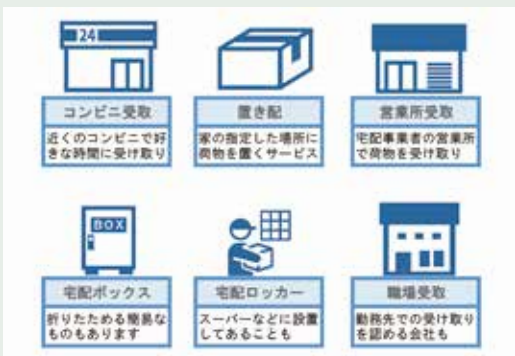 24
コンビニ受取
近くのコンビニで好
きな時間に受け取り
置き配
家の指定した場所に
荷物を置くサービス
営業所受取
宅配事業者の営業所
で荷物を受け取り
BOX
宅配ボックス
折りたためる簡易な
ものもあります
宅配ロッカー
スーパーなどに設置
してあることも
職場受取
勤務先での受け取り
を認める会社も